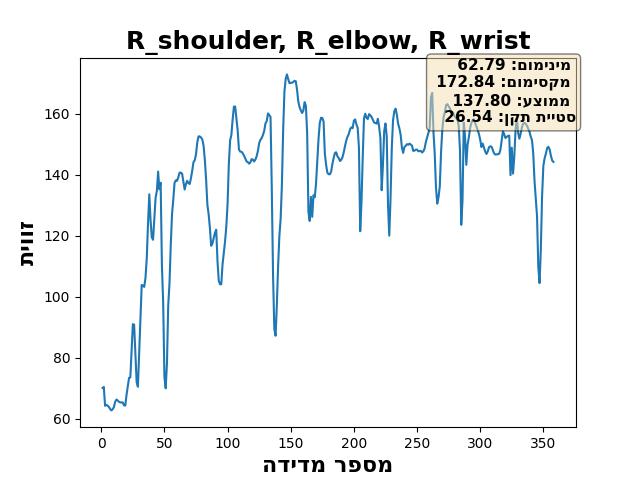 R_shoulder, R_elbow, R_wrist
מינימום: 62.79
מקסימום: 172.84
ממוצע: 137.80
סטיית תקן: 26.54
זווית
160
140
120
100
80
60
0 50 100 150 200 250 300 350
מספר מדידה